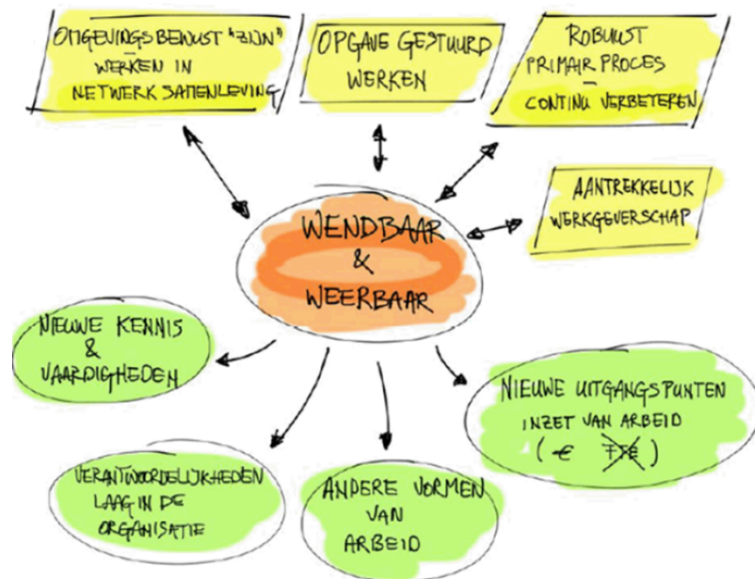 OMGEVINGSBEWUST "ZIJN"
–
WERKEN IN
NETWERK SAMENLEVING
OPGAVE GESTUURD
WERKEN
ROBUUST
PRIMAIR PROCES
–
CONTINU VERBETEREN
AANTREKKELIJK
WERKGEVERSCHAP
WENDBAAR
&
WEERBAAR
NIEUWE KENNIS
&
VAARDIGHEDEN
NIEUWE UITGANGSPUNTEN
INZET VAN ARBEID
( € FTE )
VERANTWOORDELIJKHEDEN
LAAG IN DE
ORGANISATIE
ANDERE VORMEN
VAN
ARBEID